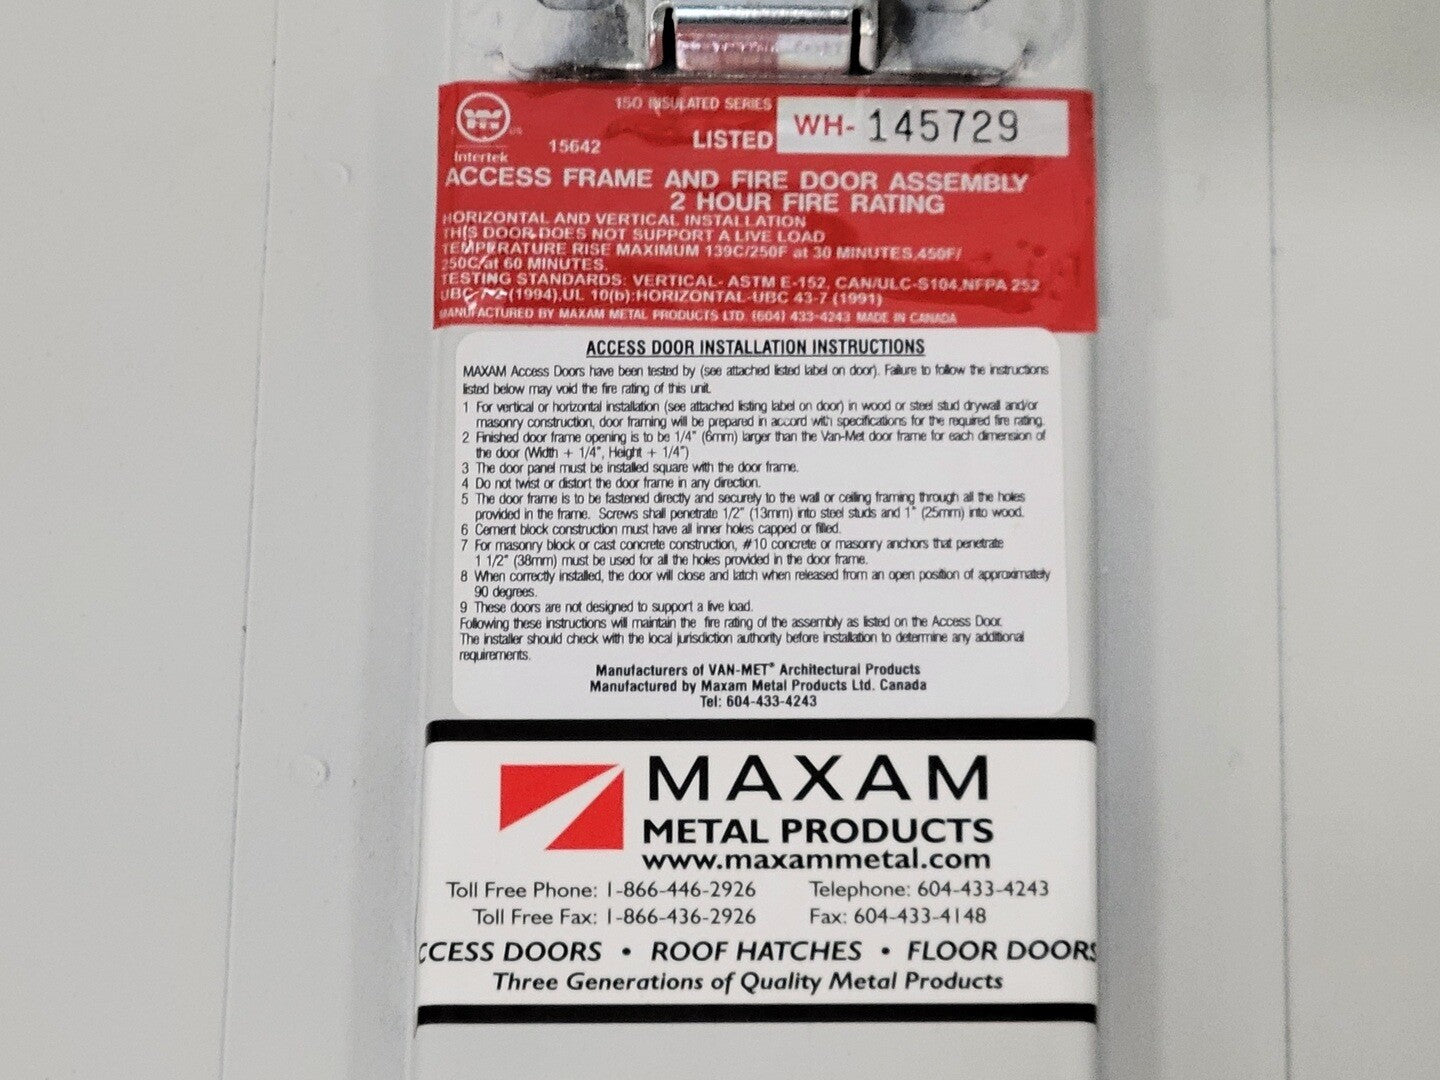 150 INSULATED SERIES
WH- 145729
LISTED
15642
Intertek
ACCESS FRAME AND FIRE DOOR ASSEMBLY
2 HOUR FIRE RATING
HORIZONTAL AND VERTICAL INSTALLATION
THIS DOOR DOES NOT SUPPORT A LIVE LOAD
TEMPERATURE RISE MAXIMUM 139C/250F at 30 MINUTES,450F/
250C/at 60 MINUTES.
TESTING STANDARDS: VERTICAL- ASTM E-152, CAN/ULC-S104,NFPA 252
UBC (1994),UL 10(b):HORIZONTAL-UBC 43-7 (1991)
MANUFACTURED BY MAXAM METAL PRODUCTS LTD. (604) 433-4243 MADE IN CANADA
ACCESS DOOR INSTALLATION INSTRUCTIONS
MAXAM Access Doors have been tested by (see attached listed label on door). Failure to follow the instructions
listed below may void the fire rating of this unit.
1 For vertical or horizontal installation (see attached listing label on door) in wood or steel stud drywall and/or
masonry construction, door framing will be prepared in accord with specifications for the required fire rating.
2 Finished door frame opening is to be 1/4" (6mm) larger than the Van-Met door frame for each dimension of
the door (Width + 1/4", Height + 1/4")
3 The door panel must be installed square with the door frame.
4 Do not twist or distort the door frame in any direction.
5 The door frame is to be fastened directly and securely to the wall or ceiling framing through all the holes
provided in the frame. Screws shall penetrate 1/2" (13mm) into steel studs and 1" (25mm) into wood.
6 Cement block construction must have all inner holes capped or filled.
7 For masonry block or cast concrete construction, #10 concrete or masonry anchors that penetrate
1 1/2" (38mm) must be used for all the holes provided in the door frame.
8 When correctly installed, the door will close and latch when released from an open position of approximately
90 degrees.
9 These doors are not designed to support a live load.
Following these instructions will maintain the fire rating of the assembly as listed on the Access Door.
The installer should check with the local jurisdiction authority before installation to determine any additional
requirements.
Manufacturers of VAN-MET® Architectural Products
Manufactured by Maxam Metal Products Ltd. Canada
Tel: 604-433-4243
MAXAM
METAL PRODUCTS
www.maxammetal.com
Toll Free Phone: 1-866-446-2926 Telephone: 604-433-4243
Toll Free Fax: 1-866-436-2926 Fax: 604-433-4148
CCESS DOORS • ROOF HATCHES • FLOOR DOORS
Three Generations of Quality Metal Products